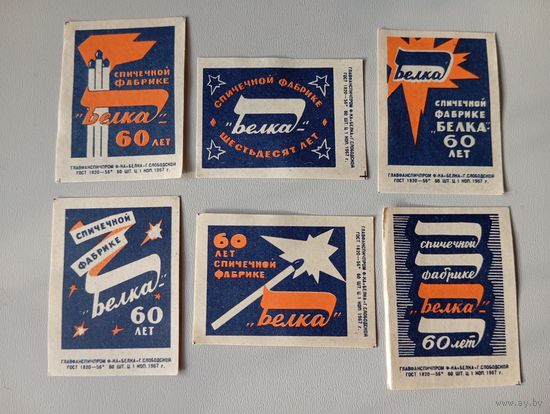 СПИЧЕЧНОЙ
ФАБРИКЕ
"Белка"
60 ЛЕТ
ГЛАВФАНСПИЧПРОМ Ф-КА «БЕЛКА» Г. СЛОБОДСКОЙ
ГОСТ 1820-56* 60 ШТ. Ц. 1 КОП. 1967 г.
СПИЧЕЧНОЙ ФАБРИКЕ
"Белка"
ШЕСТЬДЕСЯТ ЛЕТ
ГЛАВФАНСПИЧПРОМ Ф-КА «БЕЛКА» Г. СЛОБОДСКОЙ
ГОСТ 1820-56* 60 ШТ. Ц. 1 КОП. 1967 г.
Белка
СПИЧЕЧНОЙ
ФАБРИКЕ
"БЕЛКА"
60
ЛЕТ
ГЛАВФАНСПИЧПРОМ Ф-КА «БЕЛКА» Г. СЛОБОДСКОЙ
ГОСТ 1820-56* 60 ШТ. Ц. 1 КОП. 1967 г.
СПИЧЕЧНОЙ
ФАБРИКЕ
"Белка"
60
ЛЕТ
ГЛАВФАНСПИЧПРОМ Ф-КА «БЕЛКА» Г. СЛОБОДСКОЙ
ГОСТ 1820-56* 60 ШТ. Ц. 1 КОП. 1967 г.
60
ЛЕТ
СПИЧЕЧНОЙ
ФАБРИКЕ
"Белка"
ГЛАВФАНСПИЧПРОМ Ф-КА «БЕЛКА» Г. СЛОБОДСКОЙ
ГОСТ 1820-56* 60 ШТ. Ц. 1 КОП. 1967 г.
спичечной
фабрике
"Белка"
60 лет
ГЛАВФАНСПИЧПРОМ Ф-КА «БЕЛКА» Г. СЛОБОДСКОЙ
ГОСТ 1820-56* 60 ШТ. Ц. 1 КОП. 1967 г.
www.ay.by